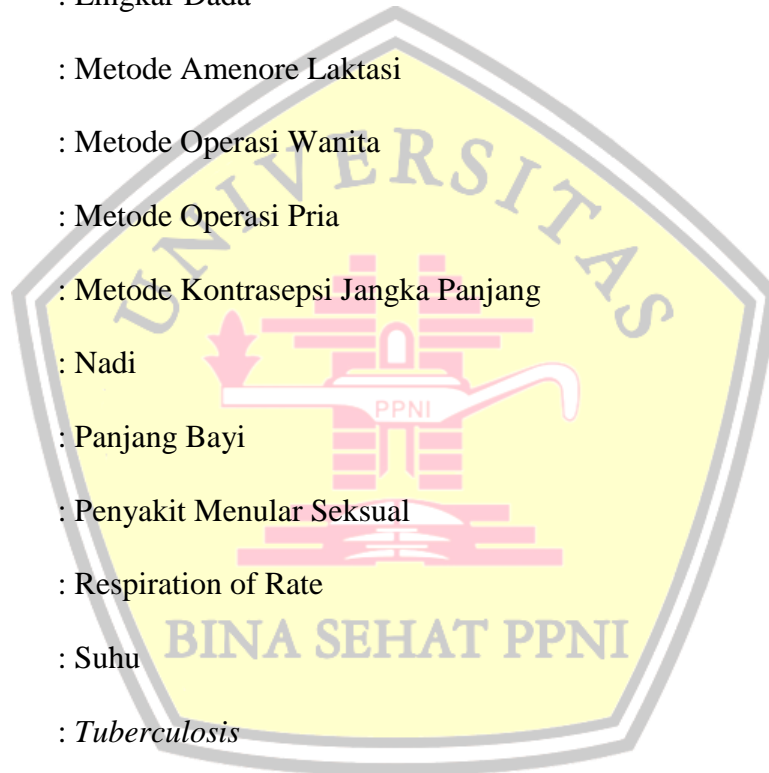 : Lingkar Dada
: Metode Amenore Laktasi
: Metode Operasi Wanita
: Metode Operasi Pria
: Metode Kontrasepsi Jangka Panjang
: Nadi
: Panjang Bayi
: Penyakit Menular Seksual
: Respiration of Rate
: Suhu
: Tuberculosis
UNIVERSITAS
PPNI
BINA SEHAT PPNI